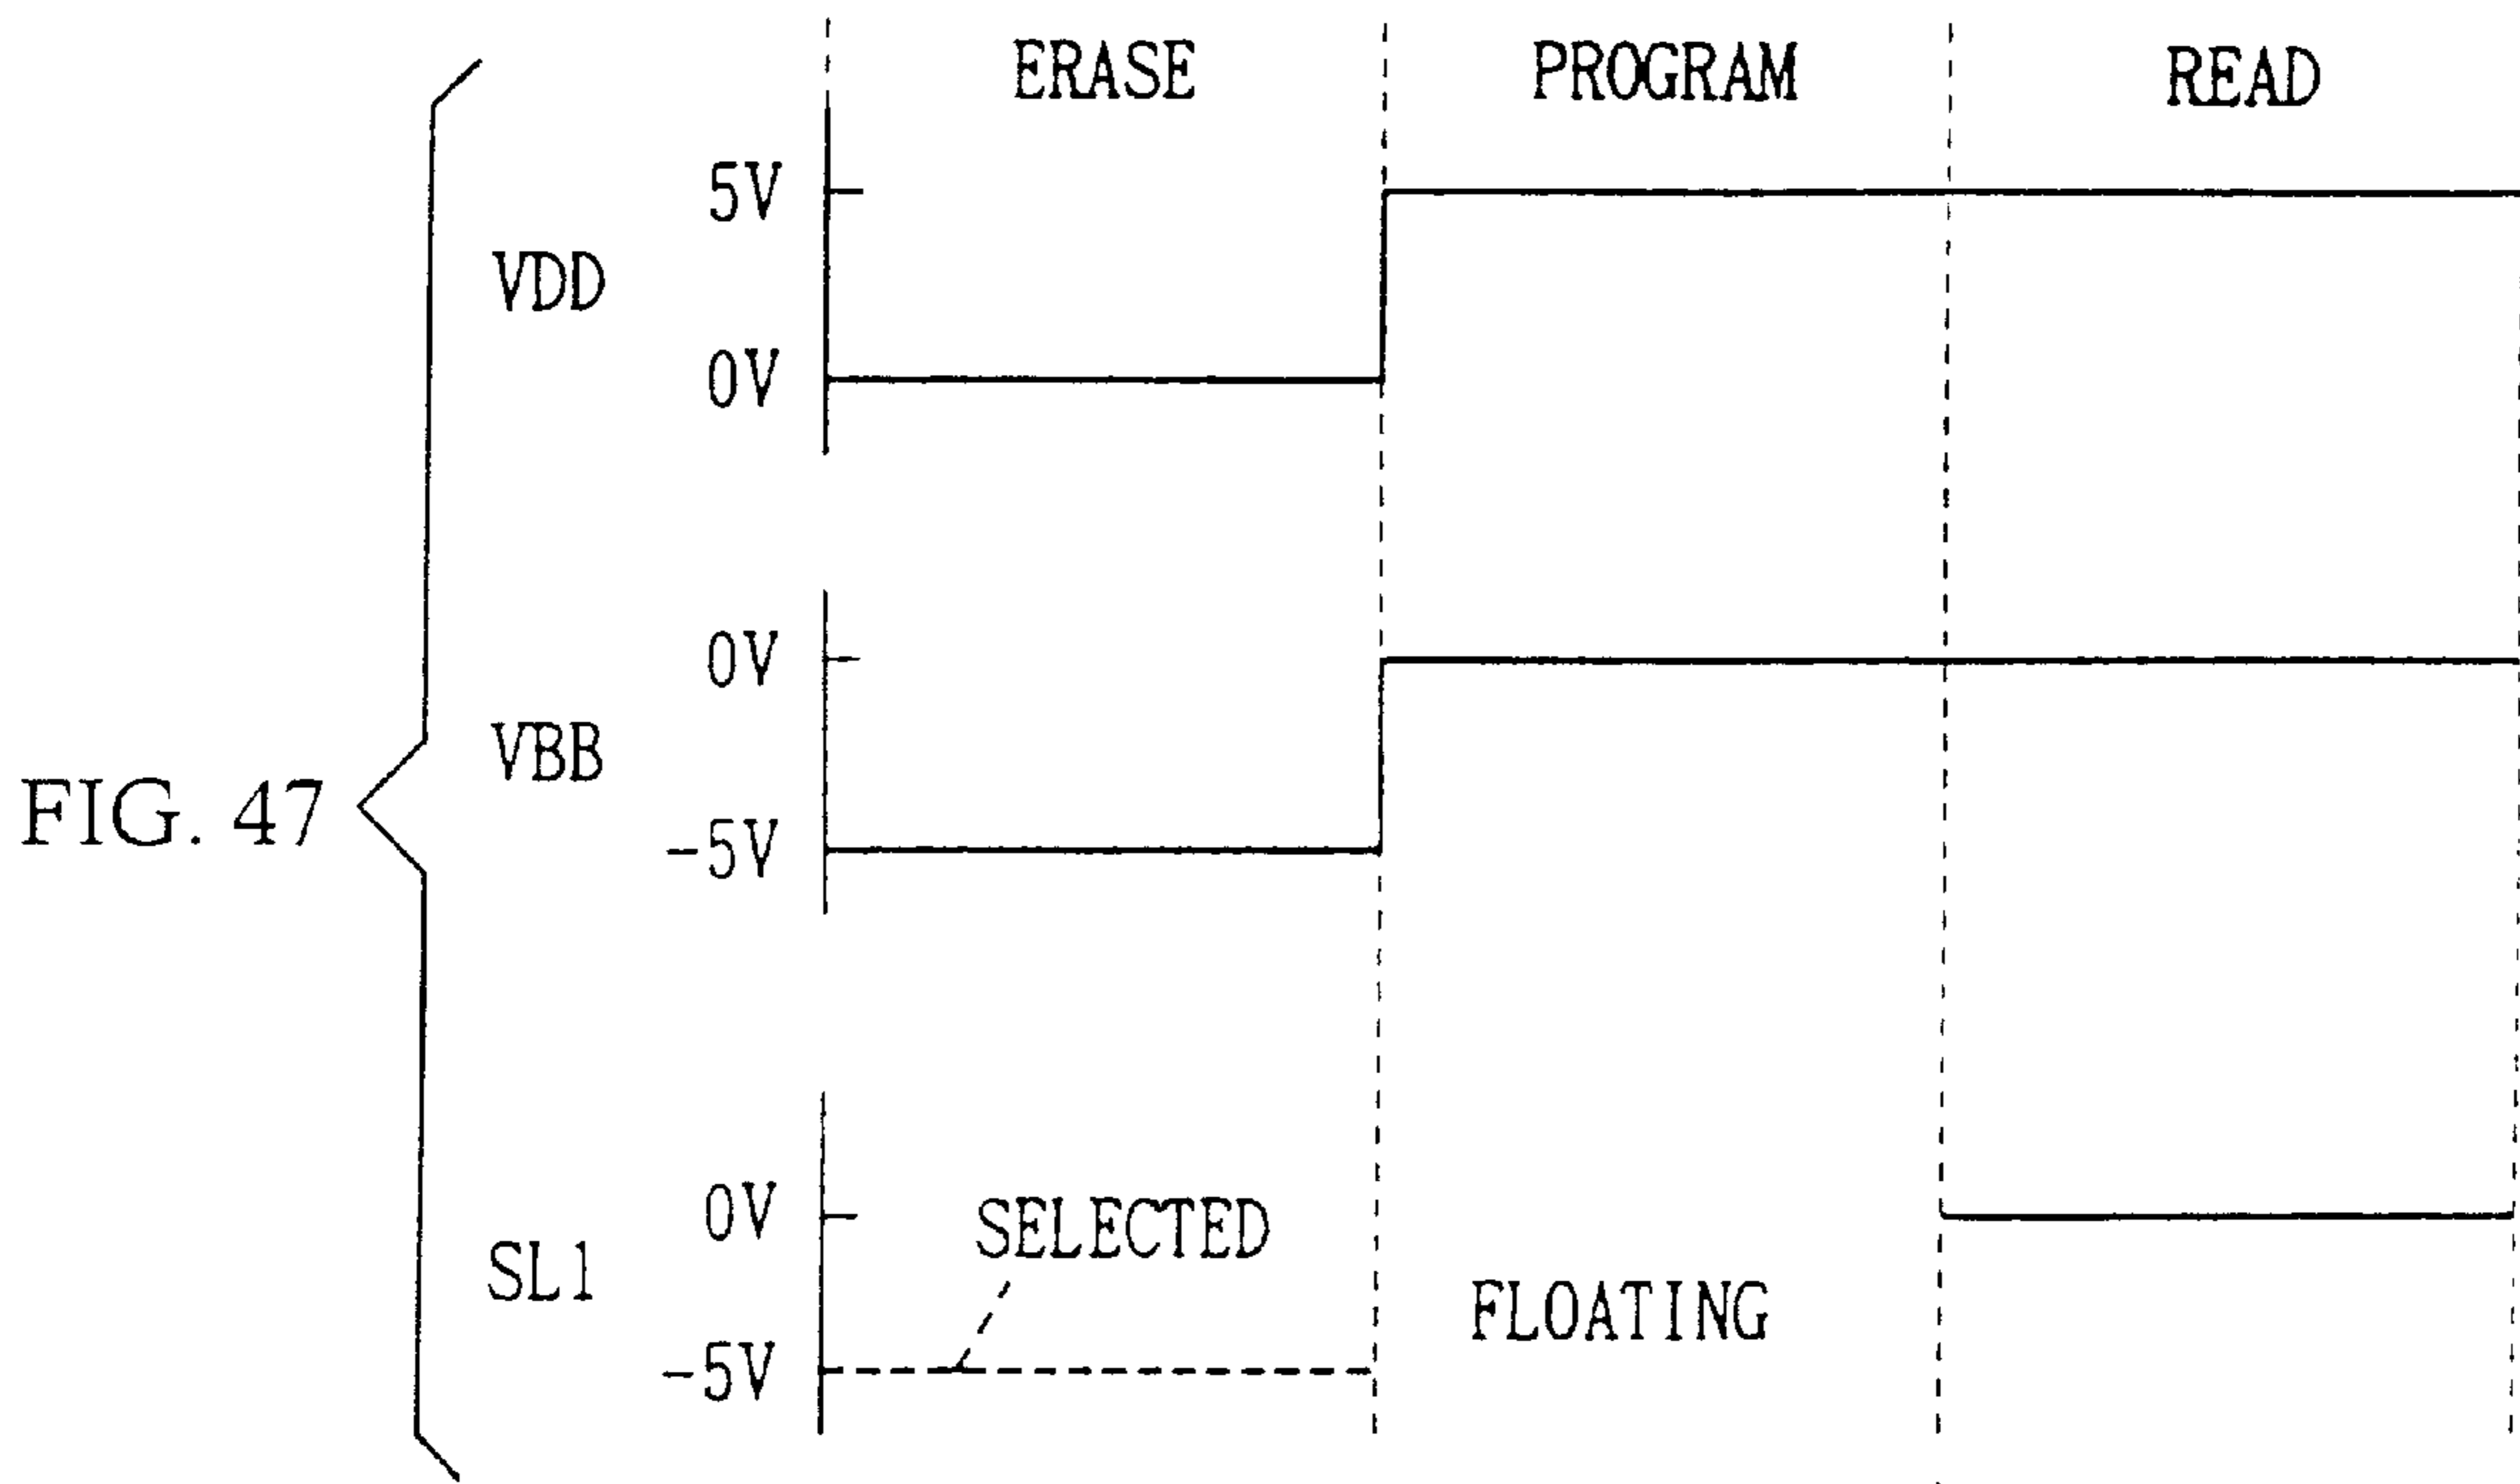 ERASE PROGRAM READ
5V
VDD
0V
0V
VBB
FIG. 47
-5V
0V
SELECTED
SL1
FLOATING
-5V